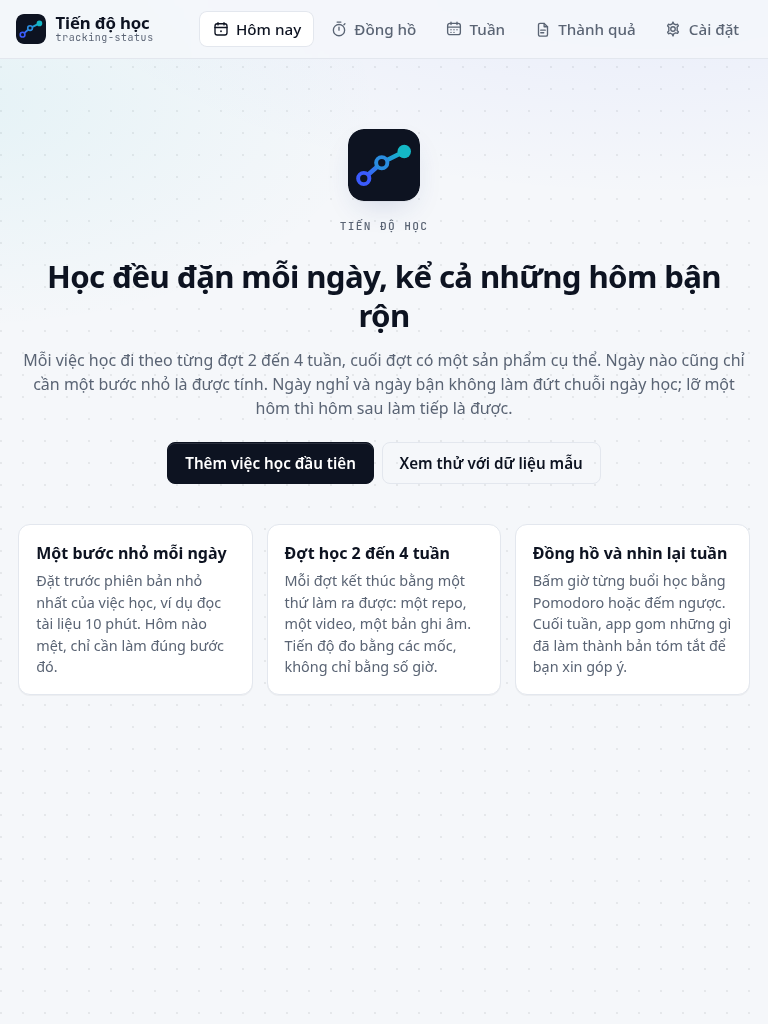 Tiến độ học
tracking-status
Hôm nay
Đồng hồ
Tuần
Thành quả
Cài đặt
TIẾN ĐỘ HỌC
Học đều đặn mỗi ngày, kể cả những hôm bận
rộn
Mỗi việc học đi theo từng đợt 2 đến 4 tuần, cuối đợt có một sản phẩm cụ thể. Ngày nào cũng chỉ
cần một bước nhỏ là được tính. Ngày nghỉ và ngày bận không làm đứt chuỗi ngày học; lỡ một
hôm thì hôm sau làm tiếp là được.
Thêm việc học đầu tiên
Xem thử với dữ liệu mẫu
Một bước nhỏ mỗi ngày
Đặt trước phiên bản nhỏ
nhất của việc học, ví dụ đọc
tài liệu 10 phút. Hôm nào
mệt, chỉ cần làm đúng bước
đó.
Đợt học 2 đến 4 tuần
Mỗi đợt kết thúc bằng một
thứ làm ra được: một repo,
một video, một bản ghi âm.
Tiến độ đo bằng các mốc,
không chỉ bằng số giờ.
Đồng hồ và nhìn lại tuần
Bấm giờ từng buổi học bằng
Pomodoro hoặc đếm ngược.
Cuối tuần, app gom những gì
đã làm thành bản tóm tắt để
bạn xin góp ý.